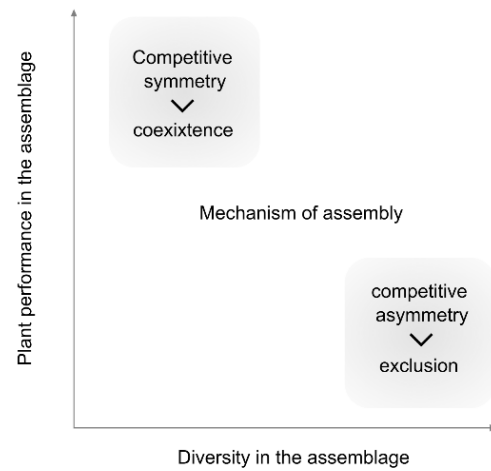 Plant performance in the assemblage
Competitive
symmetry
coexixtence
Mechanism of assembly
competitive
asymmetry
exclusion
Diversity in the assemblage